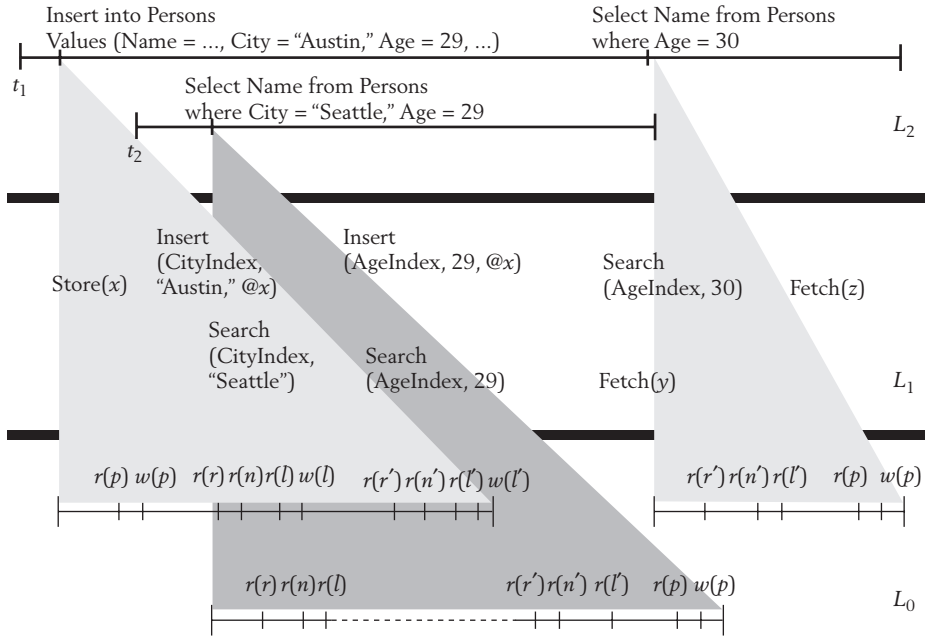 Insert into Persons
Values (Name = ..., City = “Austin,” Age = 29, ...)
Select Name from Persons
where Age = 30
t1
Select Name from Persons
where City = “Seattle,” Age = 29
t2
L2
Insert
(CityIndex,
“Austin,” @x)
Insert
(AgeIndex, 29, @x)
Store(x)
Search
(AgeIndex, 30)
Fetch(z)
Search
(CityIndex,
“Seattle”)
Search
(AgeIndex, 29)
Fetch(y)
L1
r(p) w(p) r(r) r(n) r(l) w(l) r(r′) r(n′) r(l′) w(l′)
r(r′) r(n′) r(l′) r(p) w(p)
r(r) r(n) r(l) r(r′) r(n′) r(l′) r(p) w(p)
L0